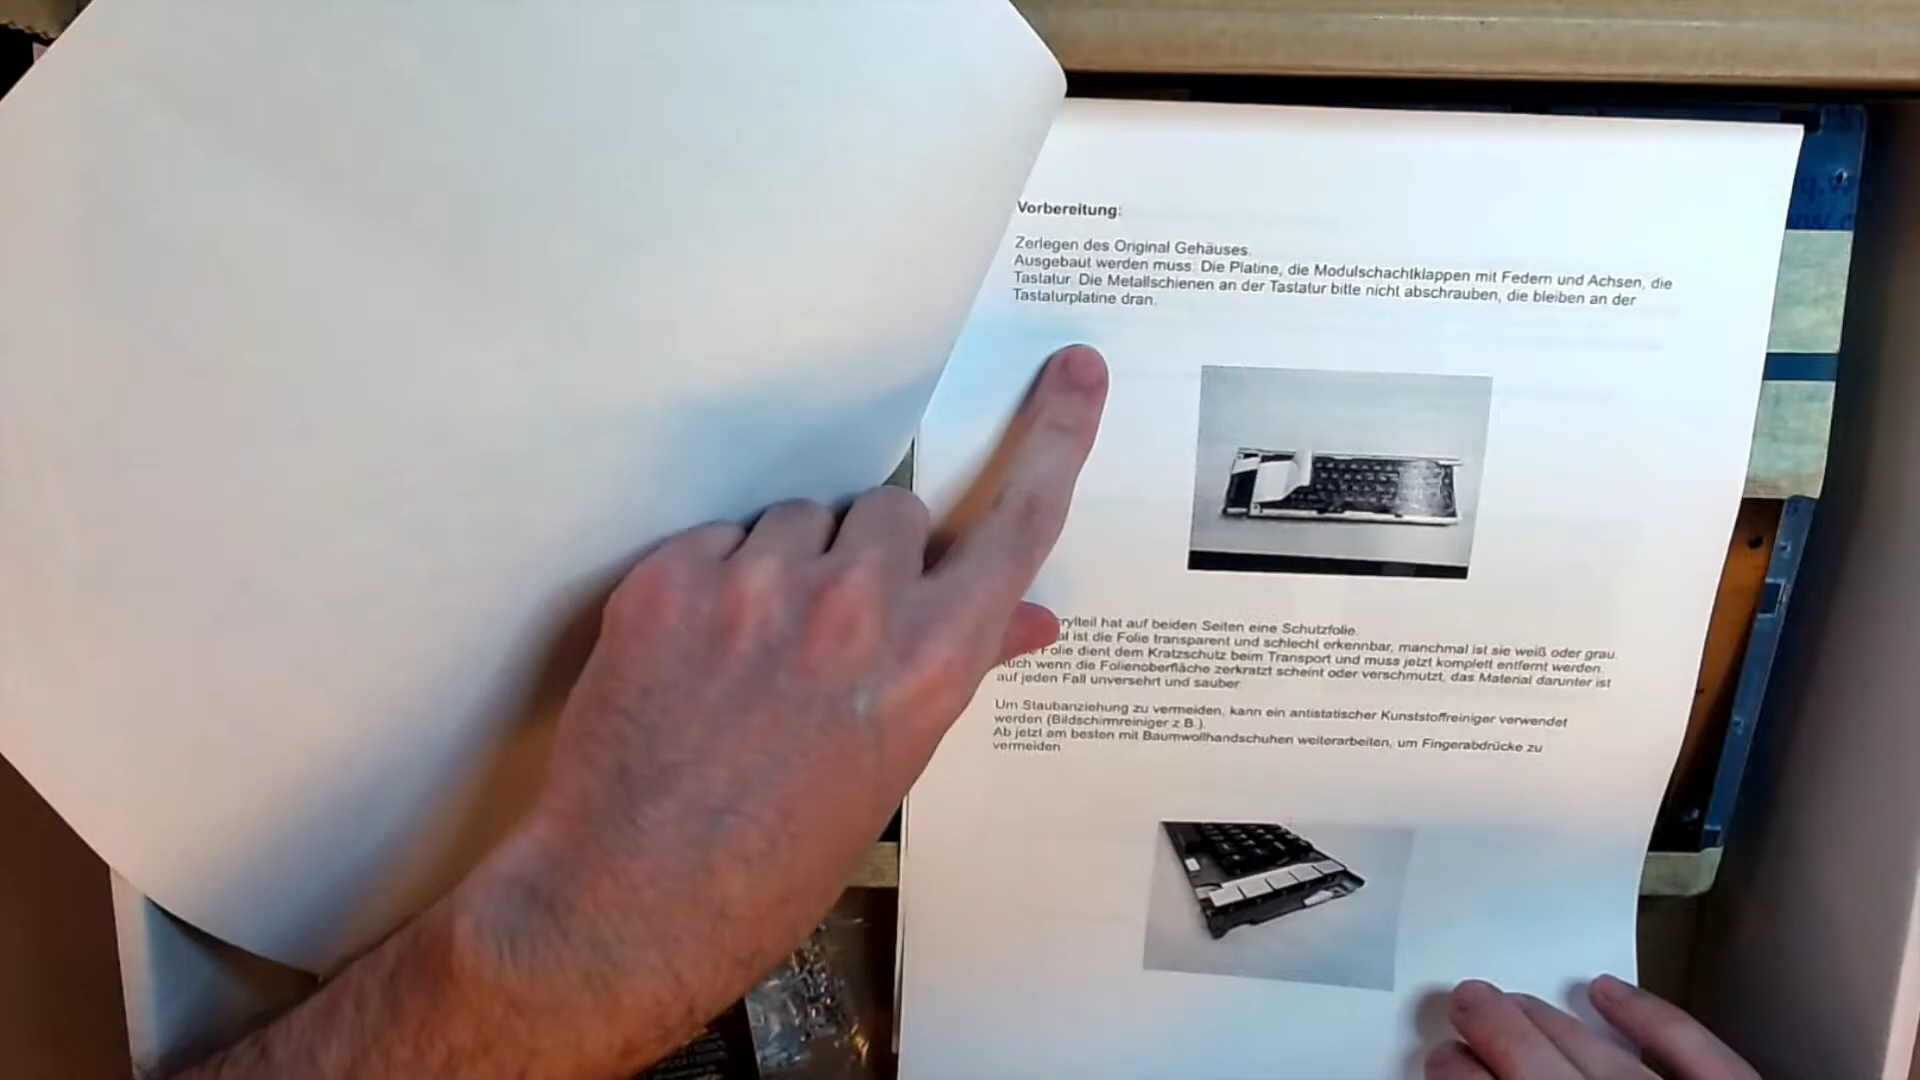 Vorbereitung:
Zerlegen des Original Gehäuses.
Ausgebaut werden muss: Die Platine, die Modulschachtklappen mit Federn und Achsen, die
Tastatur. Die Metallschienen an der Tastatur bitte nicht abschrauben, die bleiben an der
Tastaturplatine dran.
hat auf beiden Seiten eine Schutzfolie.
ist die Folie transparent und schlecht erkennbar, manchmal ist sie weiß oder grau.
Folie dient dem Kratzschutz beim Transport und muss jetzt komplett entfernt werden.
Auch wenn die Folienoberfläche zerkratzt scheint oder verschmutzt, das Material darunter ist
auf jeden Fall unversehrt und sauber.
Um Staubanziehung zu vermeiden, kann ein antistatischer Kunststoffreiniger verwendet
werden (Bildschirmreiniger z.B.).
Ab jetzt am besten mit Baumwollhandschuhen weiterarbeiten, um Fingerabdrücke zu
vermeiden.